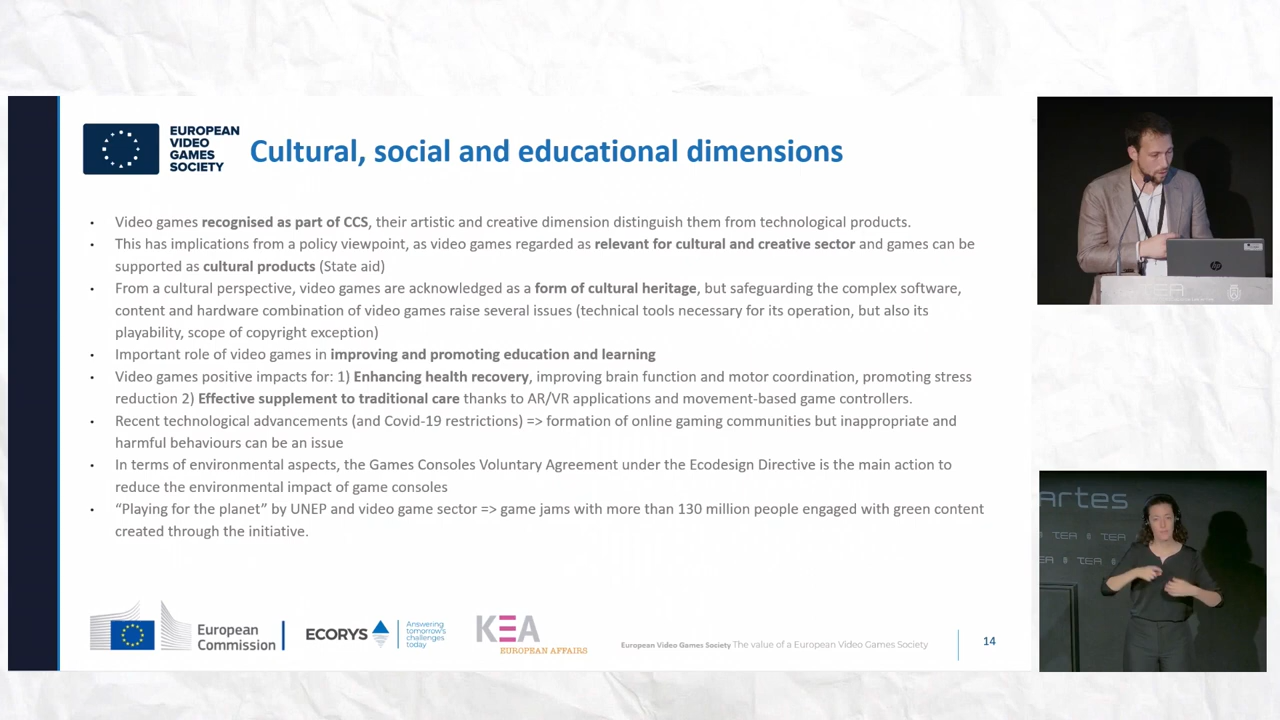 EUROPEAN
VIDEO
GAMES
SOCIETY
Cultural, social and educational dimensions
• Video games recognised as part of CCS, their artistic and creative dimension distinguish them from technological products.
• This has implications from a policy viewpoint, as video games regarded as relevant for cultural and creative sector and games can be
supported as cultural products (State aid)
• From a cultural perspective, video games are acknowledged as a form of cultural heritage, but safeguarding the complex software,
content and hardware combination of video games raise several issues (technical tools necessary for its operation, but also its
playability, scope of copyright exception)
• Important role of video games in improving and promoting education and learning
• Video games positive impacts for: 1) Enhancing health recovery, improving brain function and motor coordination, promoting stress
reduction 2) Effective supplement to traditional care thanks to AR/VR applications and movement-based game controllers.
• Recent technological advancements (and Covid-19 restrictions) => formation of online gaming communities but inappropriate and
harmful behaviours can be an issue
• In terms of environmental aspects, the Games Consoles Voluntary Agreement under the Ecodesign Directive is the main action to
reduce the environmental impact of game consoles
• “Playing for the planet” by UNEP and video game sector => game jams with more than 130 million people engaged with green content
created through the initiative.
European
Commission
ECORYS
Answering
tomorrow's
challenges
today
KEA
EUROPEAN AFFAIRS
European Video Games Society The value of a European Video Games Society
14
hp
TEA
artes
TEA TEA
TEA TEA